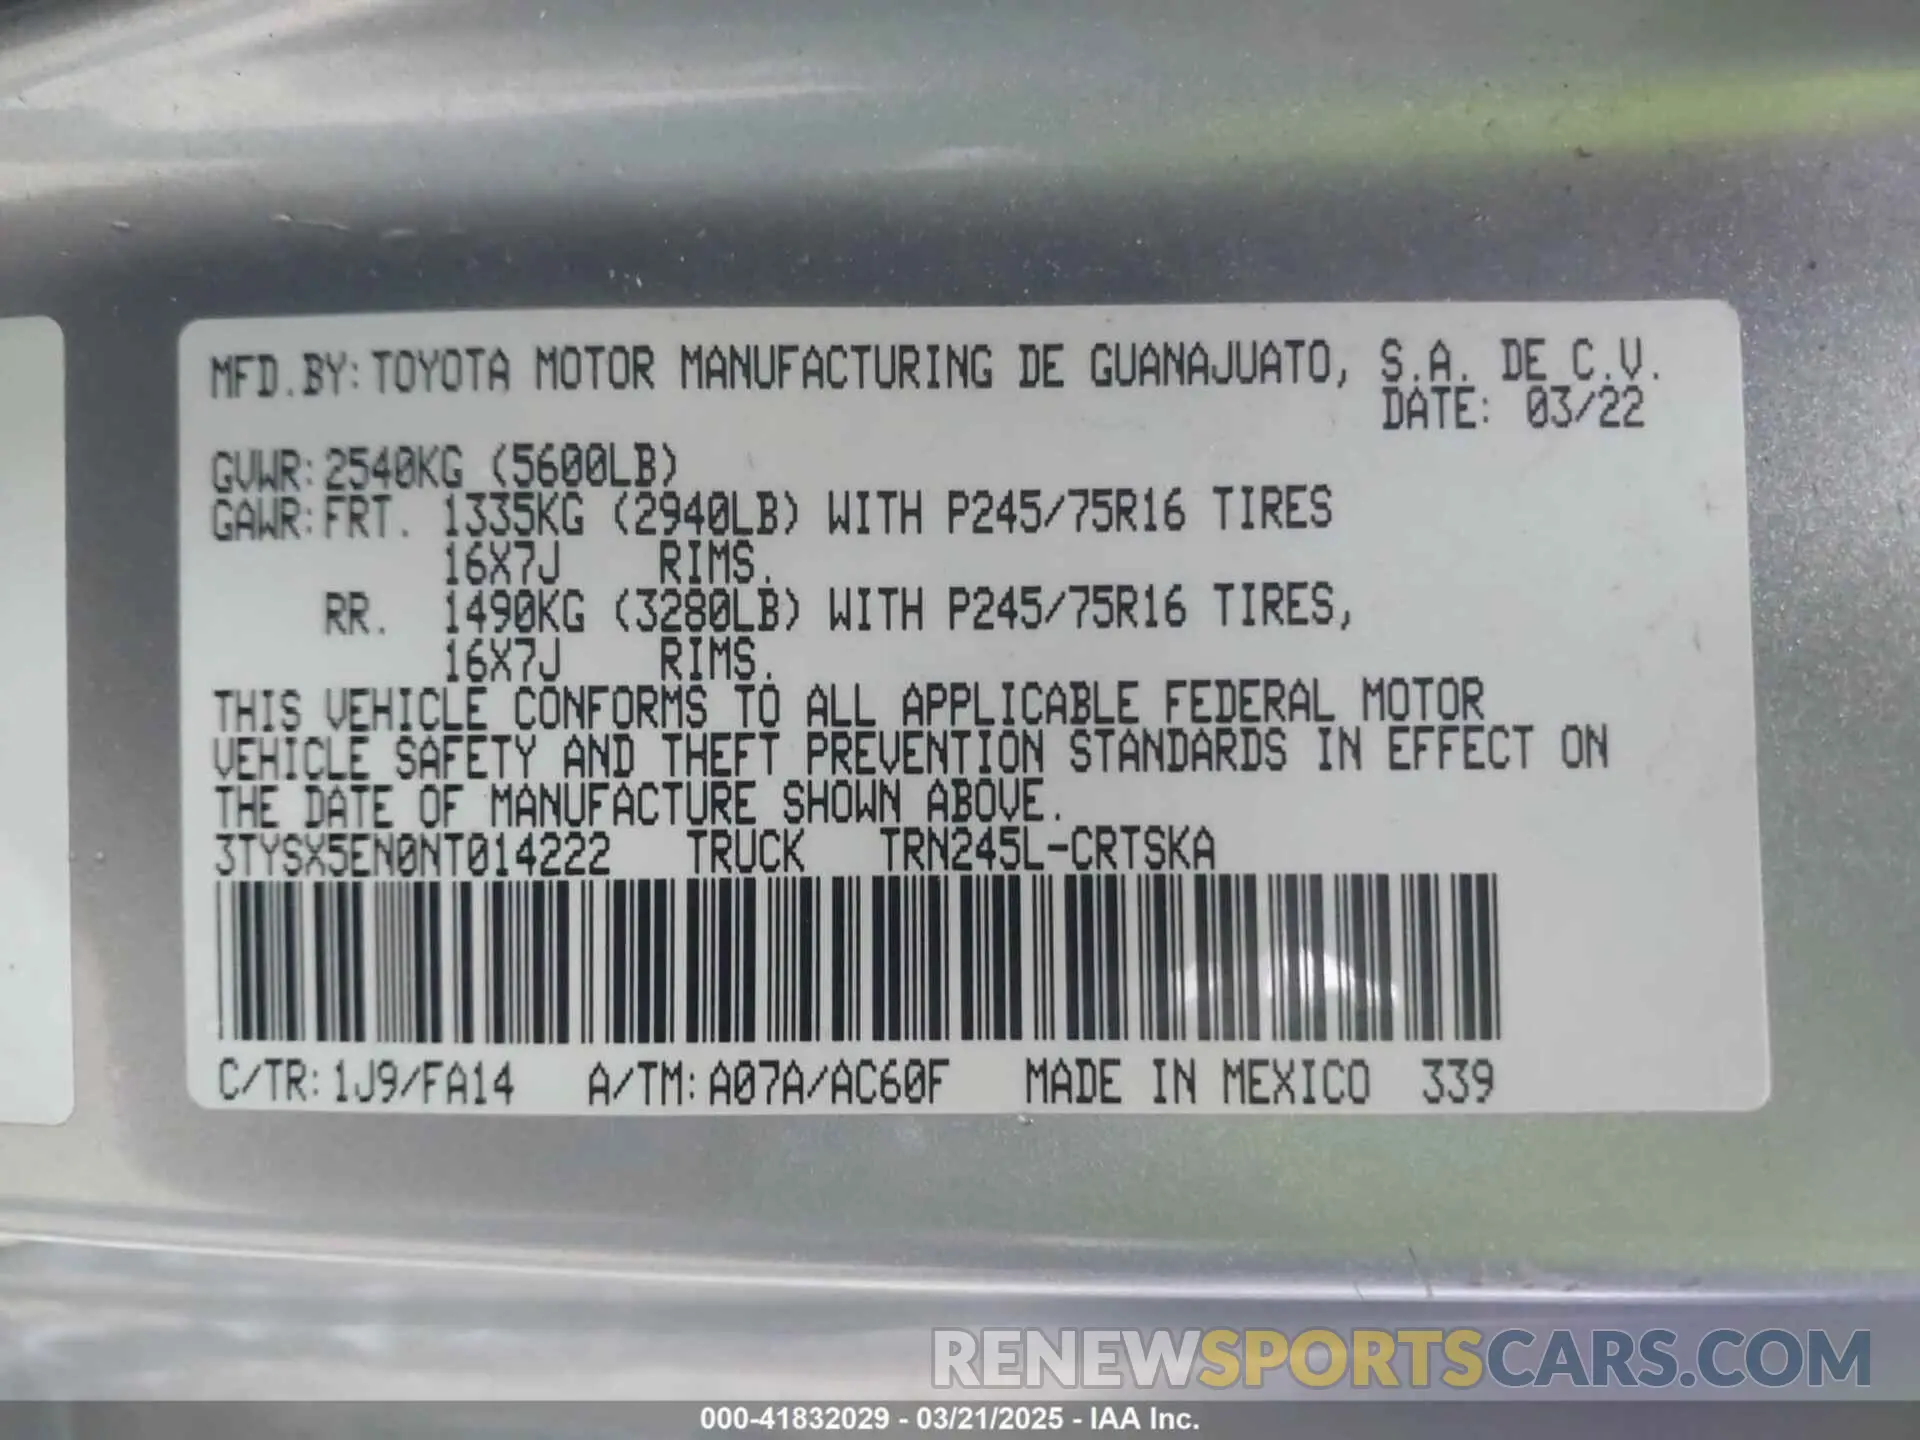 MFD.BY: TOYOTA MOTOR MANUFACTURING DE GUANAJUATO, S.A. DE C.V.
DATE: 03/22
GVWR: 2540KG (5600LB)
GAWR: FRT. 1335KG (2940LB) WITH P245/75R16 TIRES
16X7J RIMS.
RR. 1490KG (3280LB) WITH P245/75R16 TIRES,
16X7J RIMS.
THIS VEHICLE CONFORMS TO ALL APPLICABLE FEDERAL MOTOR
VEHICLE SAFETY AND THEFT PREVENTION STANDARDS IN EFFECT ON
THE DATE OF MANUFACTURE SHOWN ABOVE.
3TYSX5EN0NT014222 TRUCK TRN245L-CRTSKA
C/TR: 1J9/FA14 A/TM: A07A/AC60F MADE IN MEXICO 339
RENEWSPORTSCARS.COM
000-41832029 - 03/21/2025 - IAA Inc.